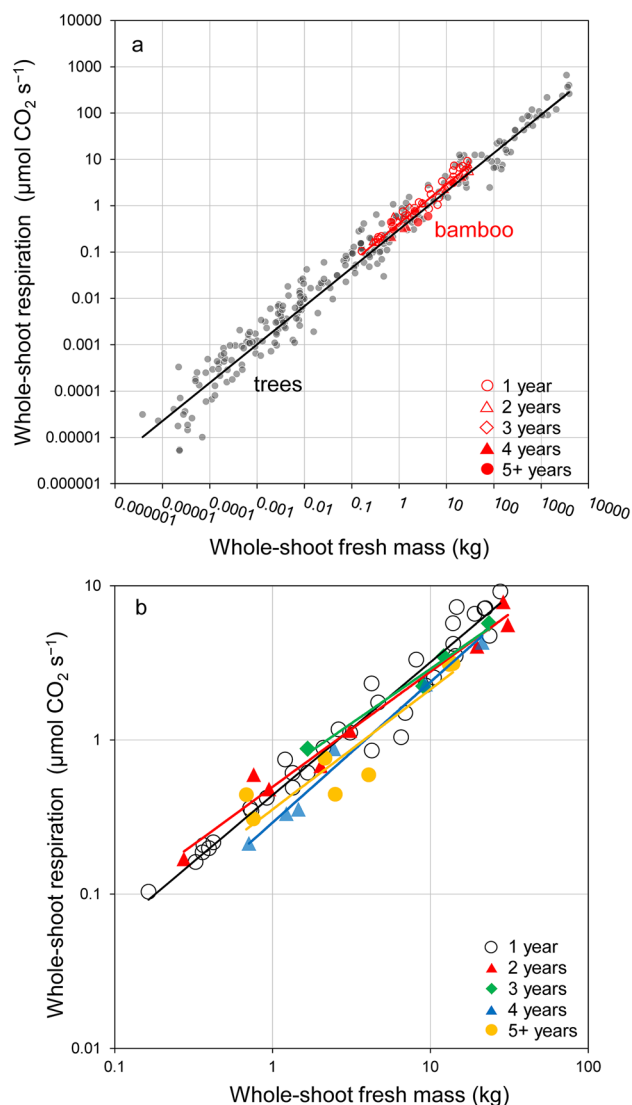 a
10000
1000
100
10
1
0.1
0.01
0.001
0.0001
0.00001
0.000001
Whole-shoot respiration (μmol CO₂ s⁻¹)
bamboo
trees
1 year
2 years
3 years
4 years
5+ years
0.000001
0.00001
0.0001
0.001
0.01
0.1
1
10
100
1000
10000
Whole-shoot fresh mass (kg)
b
10
1
0.1
0.01
Whole-shoot respiration (μmol CO₂ s⁻¹)
1 year
2 years
3 years
4 years
5+ years
0.1
1
10
100
Whole-shoot fresh mass (kg)